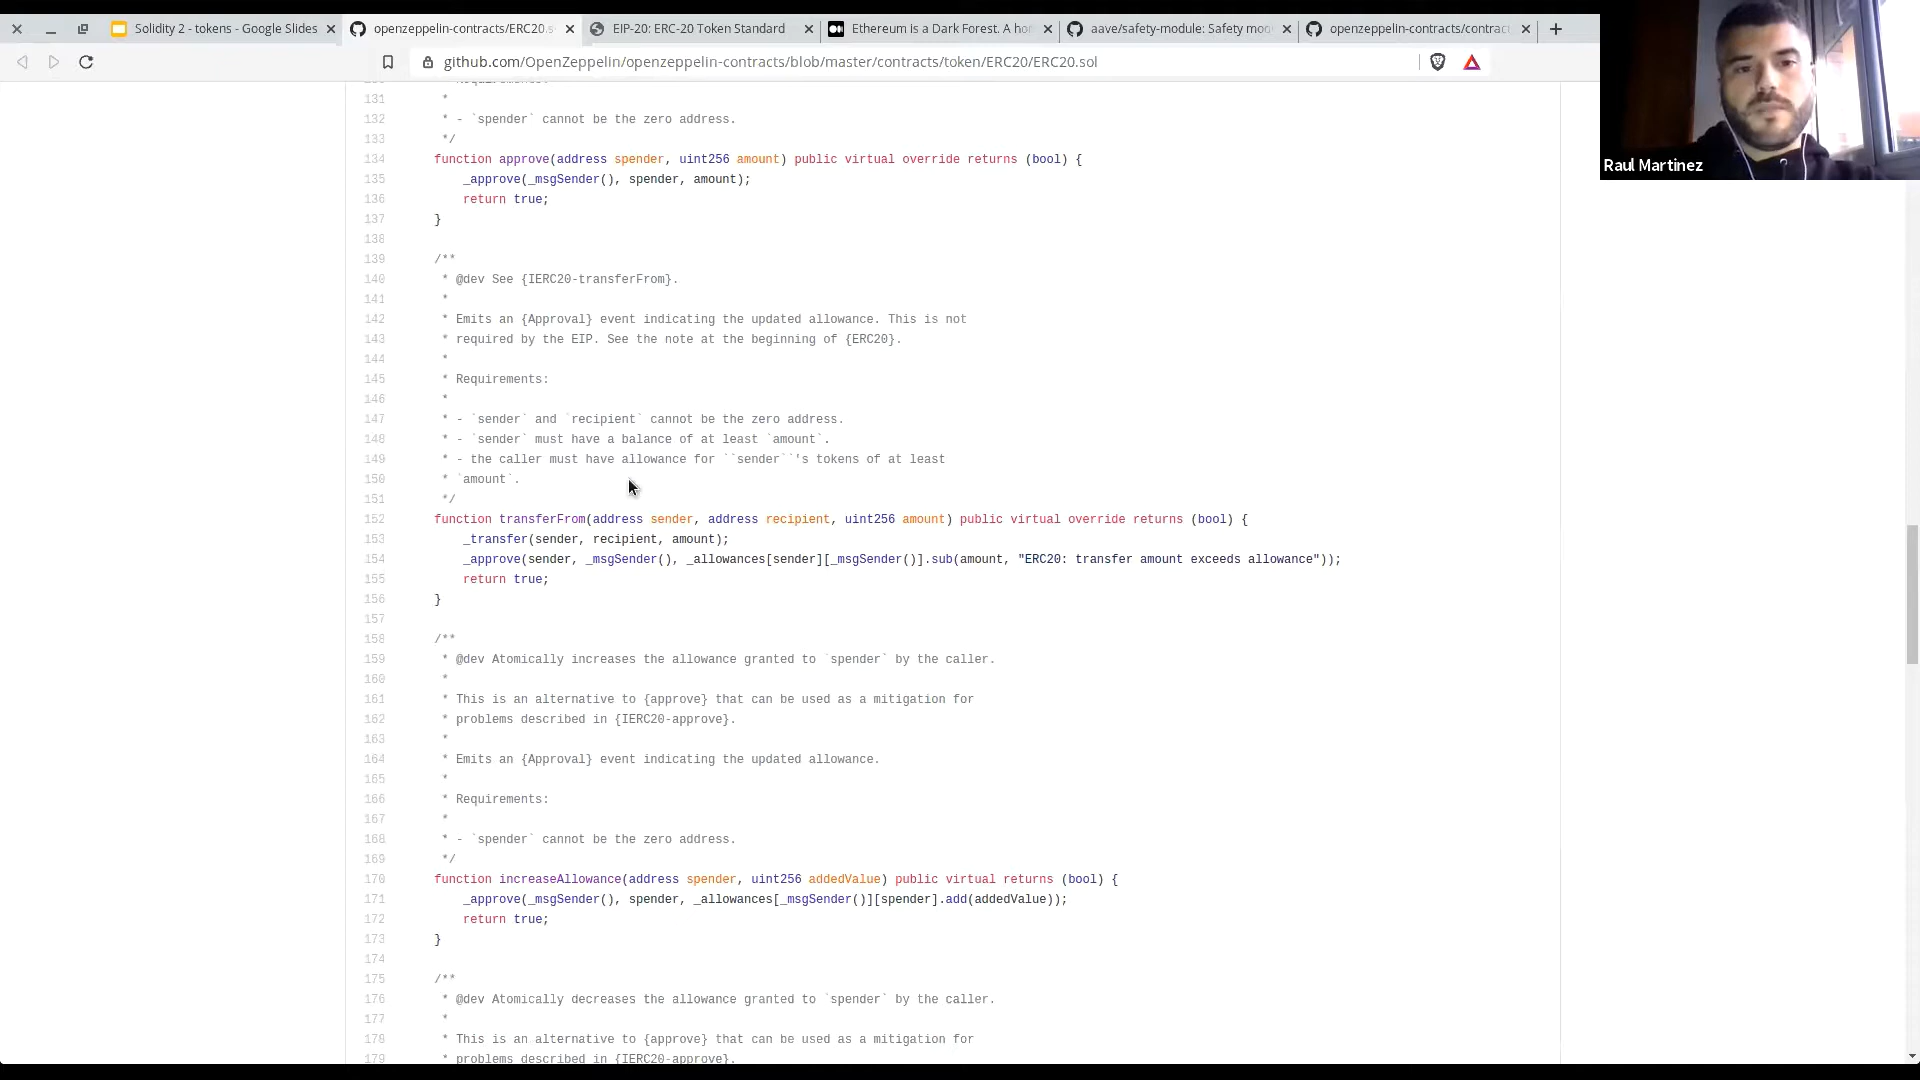 Solidity 2 - tokens - Google Slides
openzeppelin-contracts/ERC20.s
EIP-20: ERC-20 Token Standard
Ethereum is a Dark Forest. A ho
aave/safety-module: Safety mo
openzeppelin-contracts/contrac
github.com/OpenZeppelin/openzeppelin-contracts/blob/master/contracts/token/ERC20/ERC20.sol
Raul Martinez
131 *
132 * - `spender` cannot be the zero address.
133 */
134 function approve(address spender, uint256 amount) public virtual override returns (bool) {
135 _approve(_msgSender(), spender, amount);
136 return true;
137 }
138
139 /**
140 * @dev See {IERC20-transferFrom}.
141 *
142 * Emits an {Approval} event indicating the updated allowance. This is not
143 * required by the EIP. See the note at the beginning of {ERC20}.
144 *
145 * Requirements:
146 *
147 * - `sender` and `recipient` cannot be the zero address.
148 * - `sender` must have a balance of at least `amount`.
149 * - the caller must have allowance for ``sender``'s tokens of at least
150 * `amount`.
151 */
152 function transferFrom(address sender, address recipient, uint256 amount) public virtual override returns (bool) {
153 _transfer(sender, recipient, amount);
154 _approve(sender, _msgSender(), _allowances[sender][_msgSender()].sub(amount, "ERC20: transfer amount exceeds allowance"));
155 return true;
156 }
157
158 /**
159 * @dev Atomically increases the allowance granted to `spender` by the caller.
160 *
161 * This is an alternative to {approve} that can be used as a mitigation for
162 * problems described in {IERC20-approve}.
163 *
164 * Emits an {Approval} event indicating the updated allowance.
165 *
166 * Requirements:
167 *
168 * - `spender` cannot be the zero address.
169 */
170 function increaseAllowance(address spender, uint256 addedValue) public virtual returns (bool) {
171 _approve(_msgSender(), spender, _allowances[_msgSender()][spender].add(addedValue));
172 return true;
173 }
174
175 /**
176 * @dev Atomically decreases the allowance granted to `spender` by the caller.
177 *
178 * This is an alternative to {approve} that can be used as a mitigation for
179 * problems described in {IERC20-approve}.